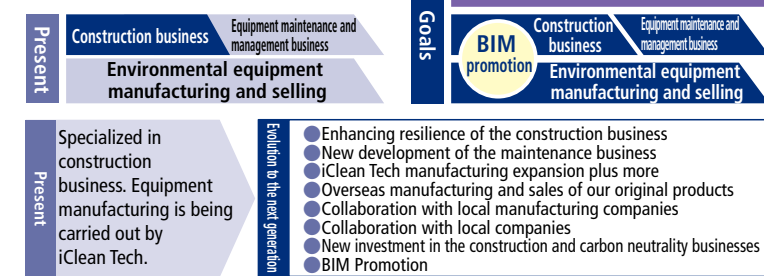 Present
Construction business
Equipment maintenance and
management business
Environmental equipment
manufacturing and selling
Goals
BIM
promotion
Construction
business
Equipment maintenance and
management business
Environmental equipment
manufacturing and selling
Present
Specialized in
construction
business. Equipment
manufacturing is being
carried out by
iClean Tech.
Evolution to the next generation
●Enhancing resilience of the construction business
●New development of the maintenance business
●iClean Tech manufacturing expansion plus more
●Overseas manufacturing and sales of our original products
●Collaboration with local manufacturing companies
●Collaboration with local companies
●New investment in the construction and carbon neutrality businesses
●BIM Promotion